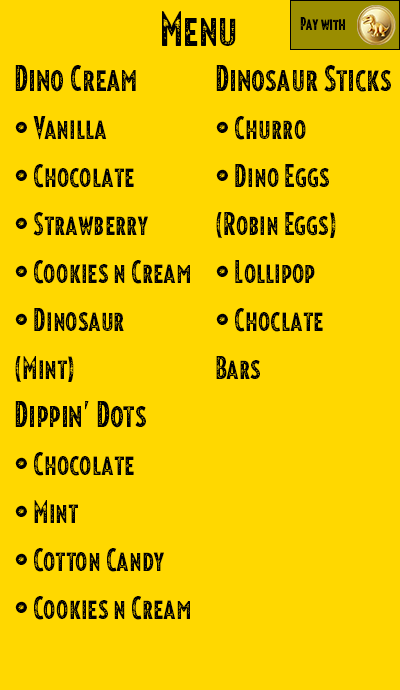 Menu
Pay with
Dino Cream
• Vanilla
• Chocolate
• Strawberry
• Cookies n Cream
• Dinosaur
(Mint)
Dippin' Dots
• Chocolate
• Mint
• Cotton Candy
• Cookies n Cream
Dinosaur Sticks
• Churro
• Dino Eggs
(Robin Eggs)
• Lollipop
• Choclate
Bars